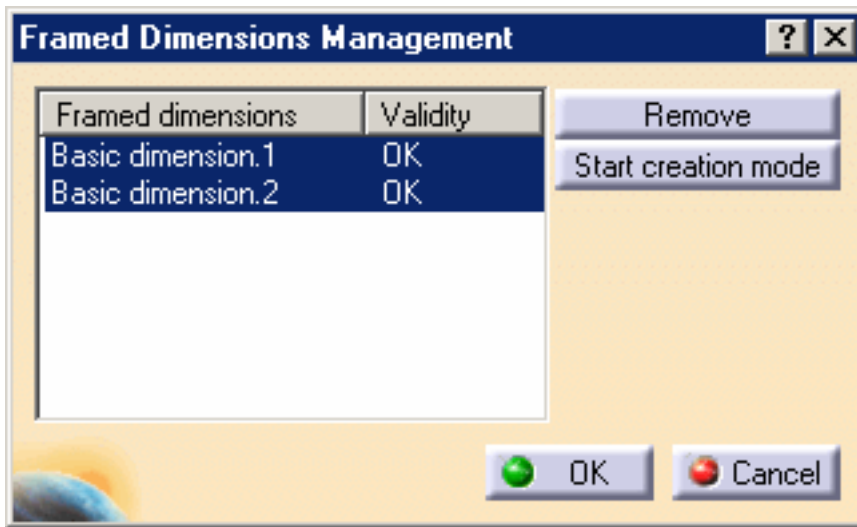 Framed Dimensions Management
? X
Framed dimensions Validity Remove
Basic dimension.1 OK Start creation mode
Basic dimension.2 OK
OK Cancel